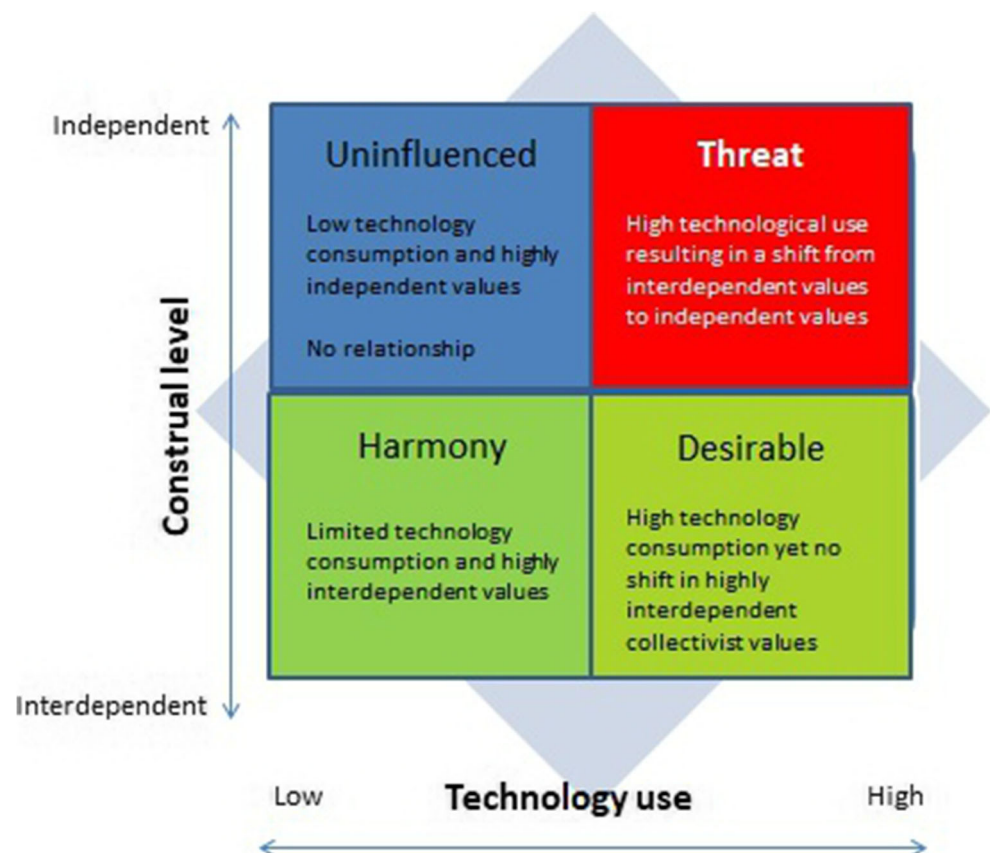 Independent
Uninfluenced
Low technology
consumption and highly
independent values
No relationship
Threat
High technological use
resulting in a shift from
interdependent values
to independent values
Construal level
Harmony
Limited technology
consumption and highly
interdependent values
Desirable
High technology
consumption yet no
shift in highly
interdependent
collectivist values
Interdependent
Low
Technology use
High